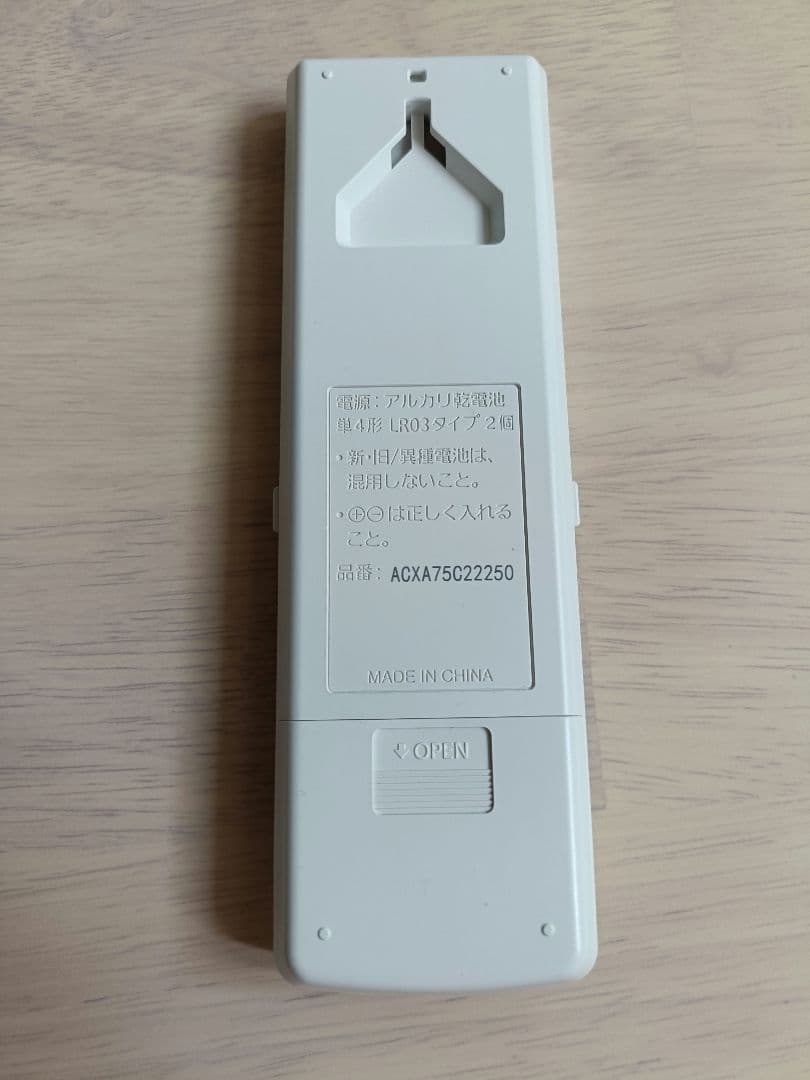 電源：アルカリ乾電池
単4形 LR03タイプ 2個
・新・旧/異種電池は、
混用しないこと。
・⊕⊖は正しく入れる
こと。
品番：ACXA75C22250
MADE IN CHINA
OPEN